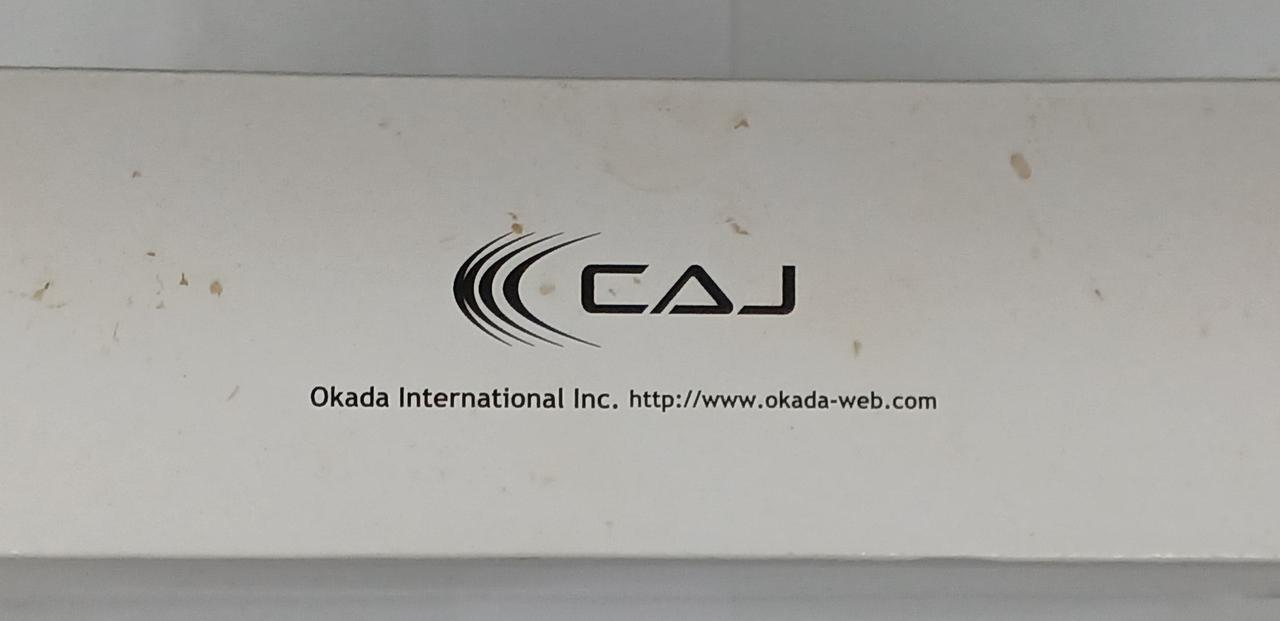 CAJ
Okada International Inc. http://www.okada-web.com